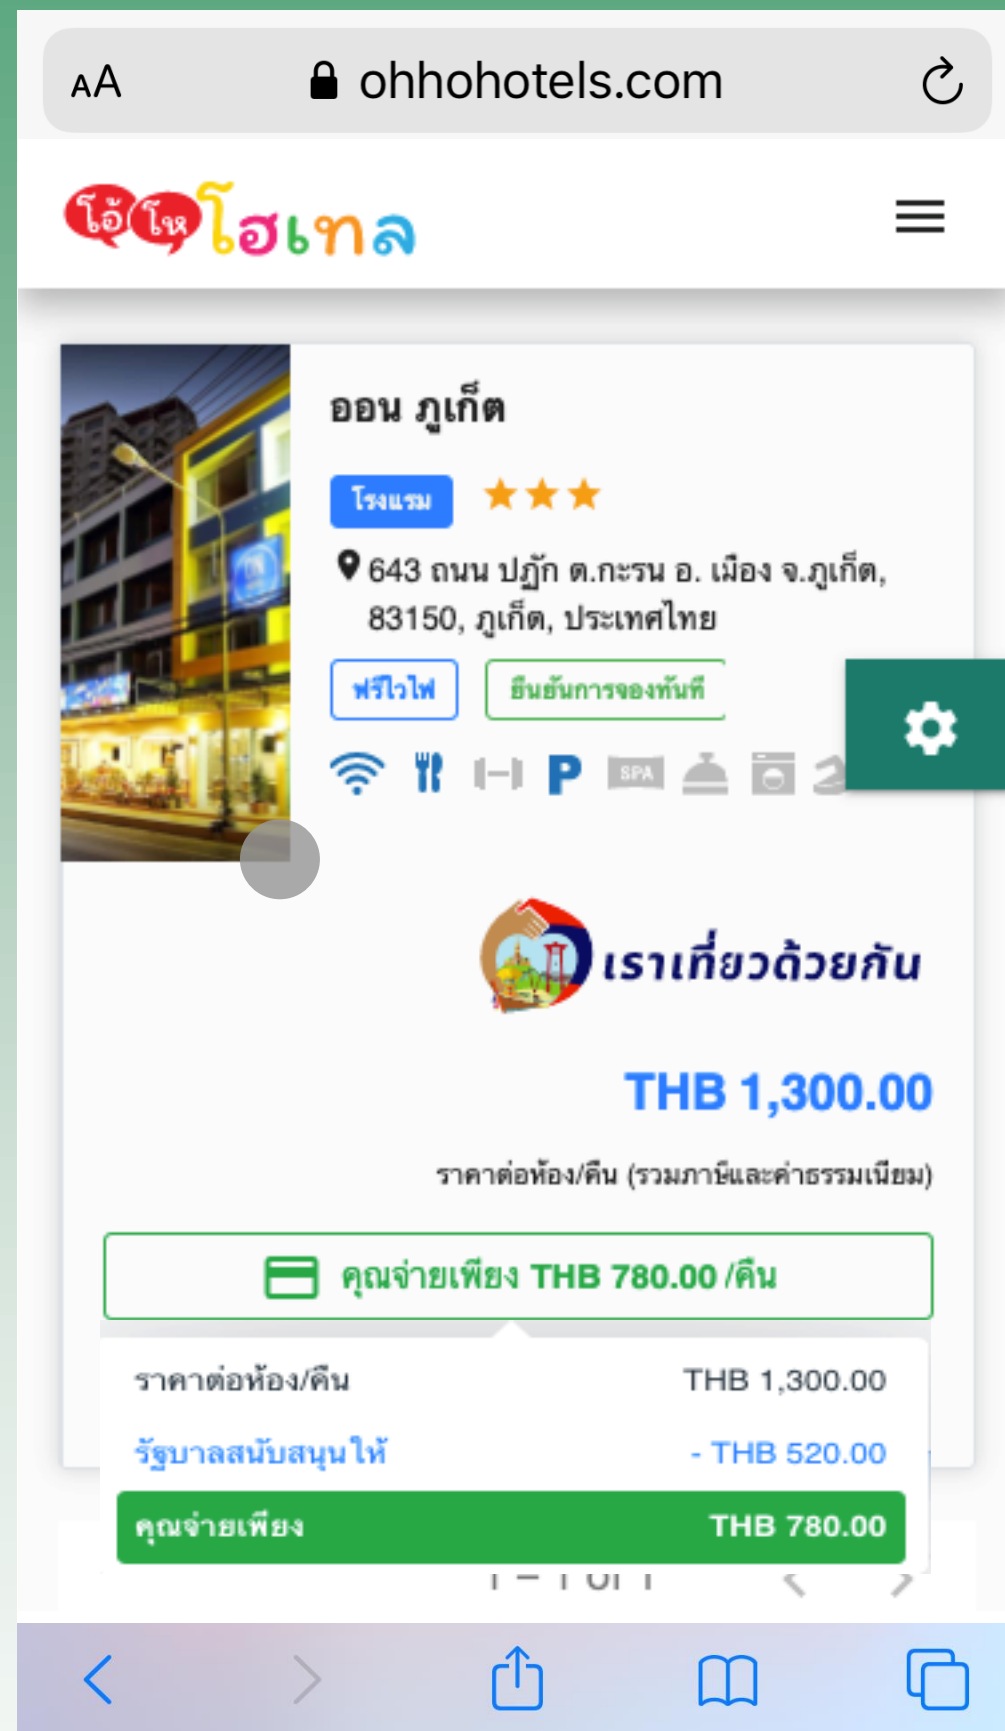 AA ohhohotels.com
โอ้โหโฮเทล
ออน ภูเก็ต
โรงแรม
643 ถนน ปฏัก ต.กะรน อ. เมือง จ.ภูเก็ต,
83150, ภูเก็ต, ประเทศไทย
ฟรีไวไฟ ยืนยันการจองทันที
P SPA
เราเที่ยวด้วยกัน
THB 1,300.00
ราคาต่อห้อง/คืน (รวมภาษีและค่าธรรมเนียม)
คุณจ่ายเพียง THB 780.00 /คืน
ราคาต่อห้อง/คืน THB 1,300.00
รัฐบาลสนับสนุนให้ - THB 520.00
คุณจ่ายเพียง THB 780.00
1 – 1 of 1